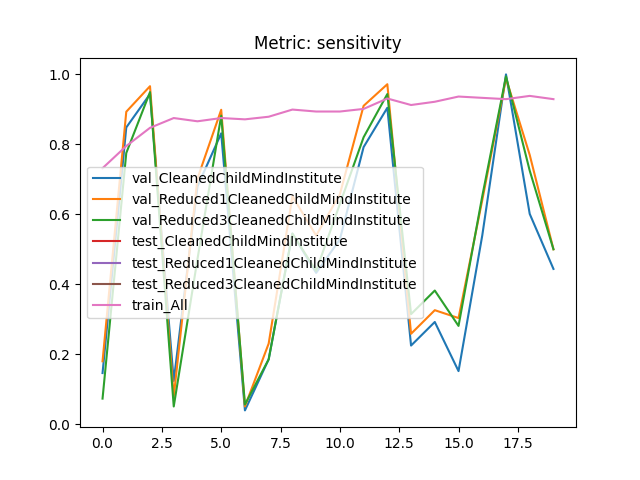 Metric: sensitivity
1.0
0.8
0.6
0.4
0.2
0.0
val_CleanedChildMindInstitute
val_Reduced1CleanedChildMindInstitute
val_Reduced3CleanedChildMindInstitute
test_CleanedChildMindInstitute
test_Reduced1CleanedChildMindInstitute
test_Reduced3CleanedChildMindInstitute
train_All
0.0 2.5 5.0 7.5 10.0 12.5 15.0 17.5